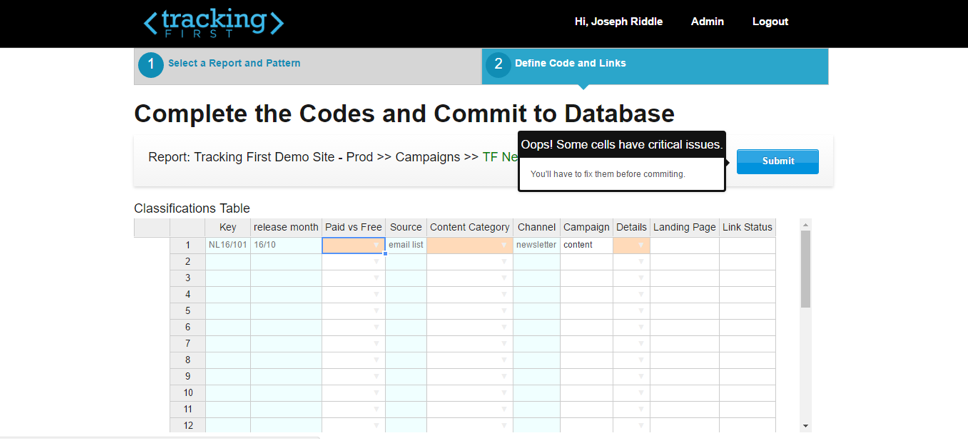 tracking
FIRST
Hi, Joseph Riddle Admin Logout
1 Select a Report and Pattern
2 Define Code and Links
Complete the Codes and Commit to Database
Oops! Some cells have critical issues.
You'll have to fix them before commiting.
Report: Tracking First Demo Site - Prod >> Campaigns >> TF Ne
Submit
Classifications Table
Key release month Paid vs Free Source Content Category Channel Campaign Details Landing Page Link Status
1 NL16/101 16/10 email list newsletter content
2
3
4
5
6
7
8
9
10
11
12